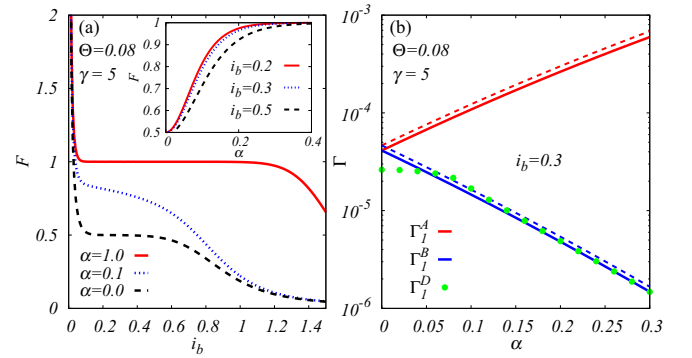 (a)
Θ=0.08
γ = 5
F
2
1.5
1
0.5
0
0 0.2 0.4 0.6 0.8 1 1.2 1.4
i_b
α=1.0
α=0.1
α=0.0
F
1
0.9
0.8
0.7
0.6
0.5
0 0.2 0.4
α
i_b=0.2
i_b=0.3
i_b=0.5
(b)
Θ=0.08
γ = 5
Γ
10^-3
10^-4
10^-5
10^-6
i_b=0.3
Γ_1^A
Γ_1^B
Γ_1^D
0 0.05 0.1 0.15 0.2 0.25 0.3
α